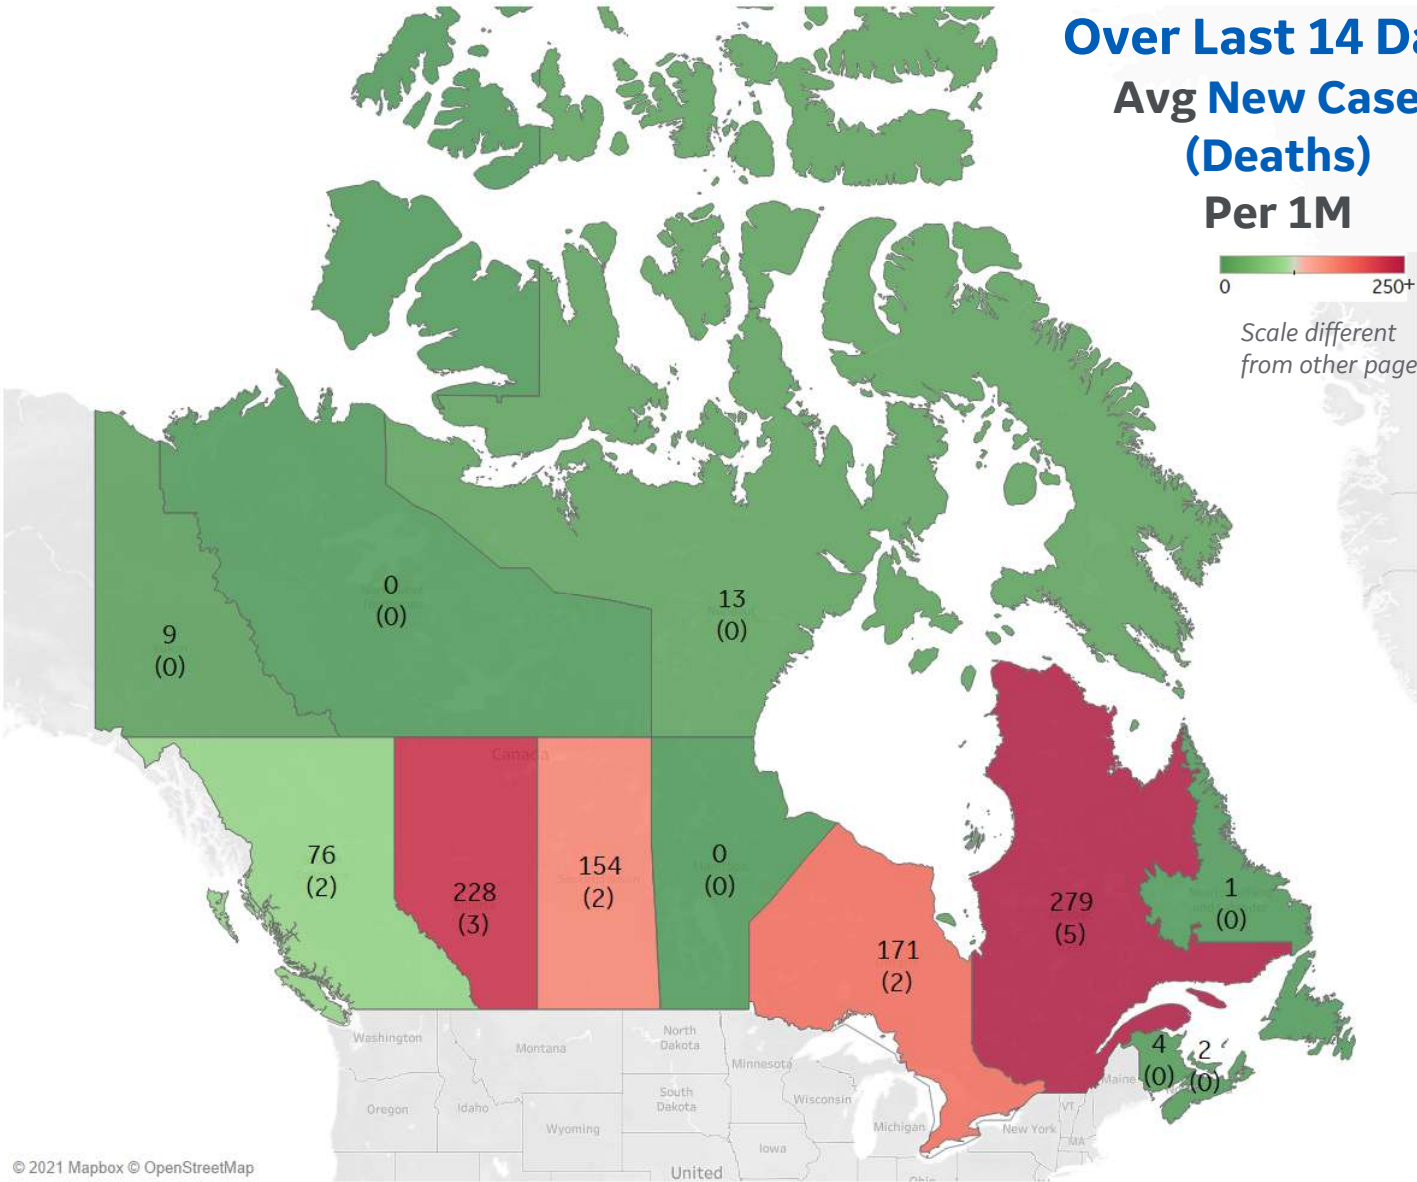 Over Last 14 Da
Avg New Case
(Deaths)
Per 1M
0
250+
Scale different
from other page
0
(0)
13
(0)
9
(0)
Canada
76
(2)
228
(3)
154
(2)
0
(0)
171
(2)
279
(5)
1
(0)
4
(0)
2
(0)
Washington
Montana
North
Dakota
Minnesota
Oregon
Idaho
South
Dakota
Wisconsin
Wyoming
Michigan
Iowa
New York
Maine
VT
MA
Ohio
United
© 2021 Mapbox © OpenStreetMap